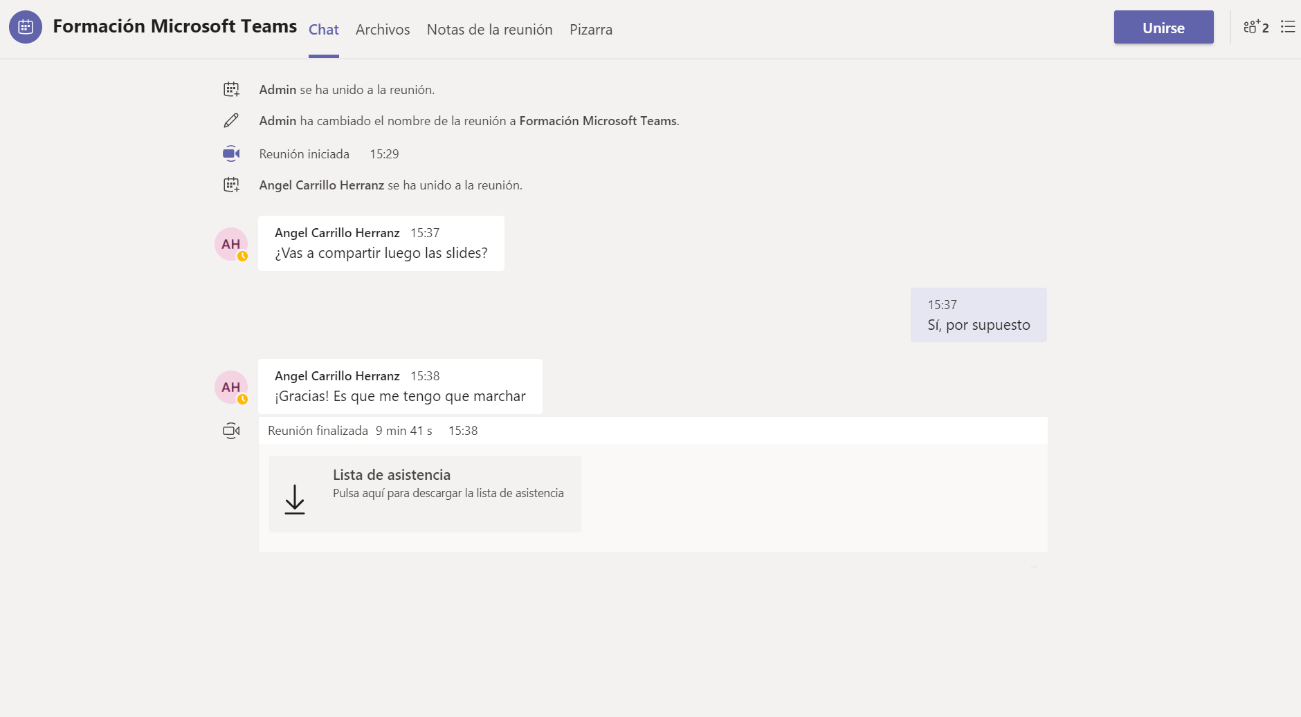 Formación Microsoft Teams Chat Archivos Notas de la reunión Pizarra Unirse 2
Admin se ha unido a la reunión.
Admin ha cambiado el nombre de la reunión a Formación Microsoft Teams.
Reunión iniciada 15:29
Angel Carrillo Herranz se ha unido a la reunión.
AH
Angel Carrillo Herranz 15:37
¿Vas a compartir luego las slides?
15:37
Sí, por supuesto
AH
Angel Carrillo Herranz 15:38
¡Gracias! Es que me tengo que marchar
Reunión finalizada 9 min 41 s 15:38
Lista de asistencia
Pulsa aquí para descargar la lista de asistencia